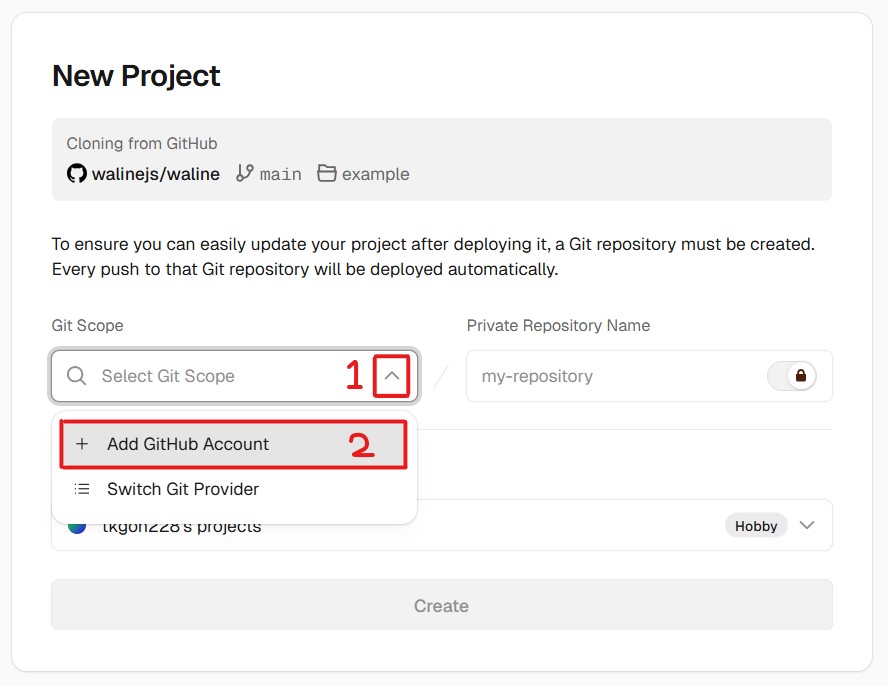 New Project
Cloning from GitHub
walinejs/waline main example
To ensure you can easily update your project after deploying it, a Git repository must be created.
Every push to that Git repository will be deployed automatically.
Git Scope Private Repository Name
Select Git Scope 1 / my-repository
Add GitHub Account 2
Switch Git Provider
tkgoh228's projects Hobby
Create